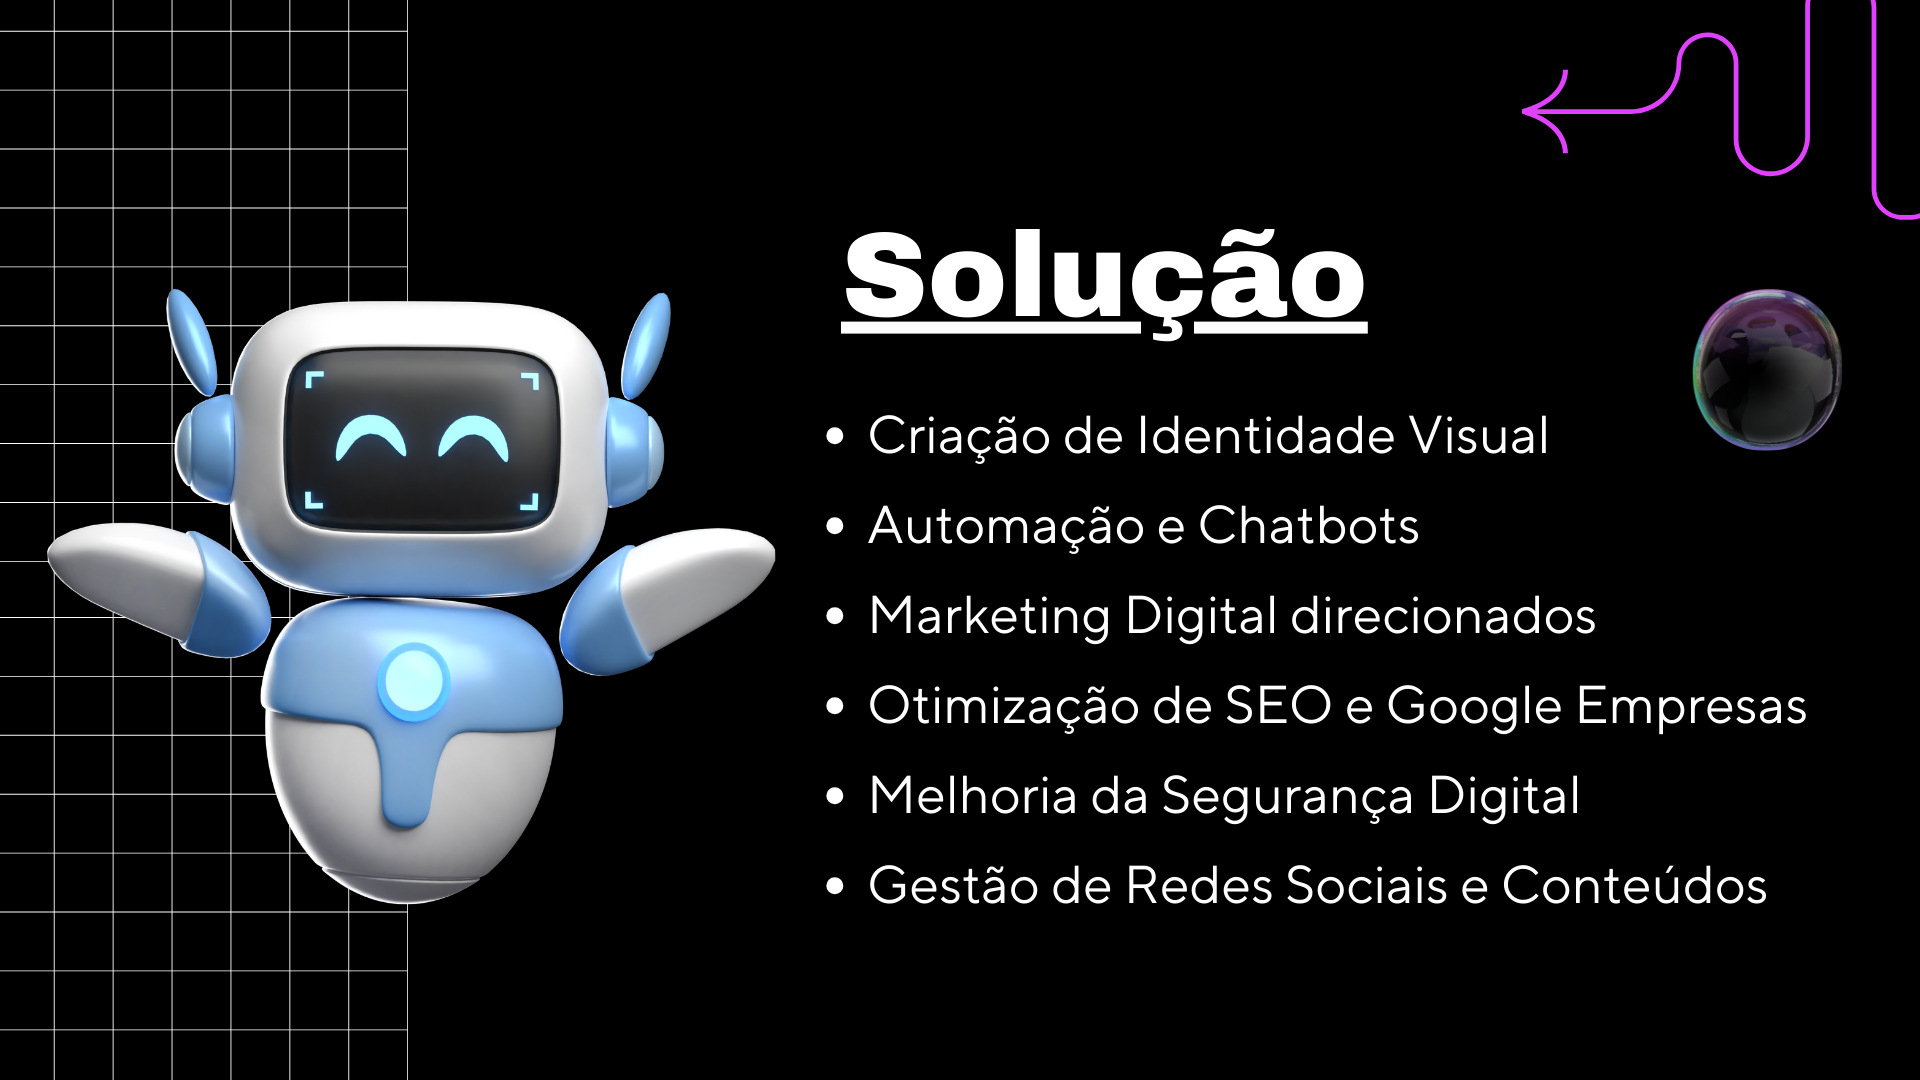 Solução
• Criação de Identidade Visual
• Automação e Chatbots
• Marketing Digital direcionados
• Otimização de SEO e Google Empresas
• Melhoria da Segurança Digital
• Gestão de Redes Sociais e Conteúdos